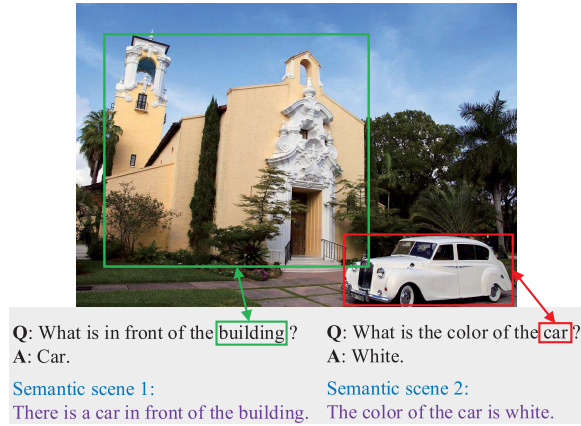 Q: What is in front of the building ?
A: Car.
Semantic scene 1:
There is a car in front of the building.
Q: What is the color of the car ?
A: White.
Semantic scene 2:
The color of the car is white.